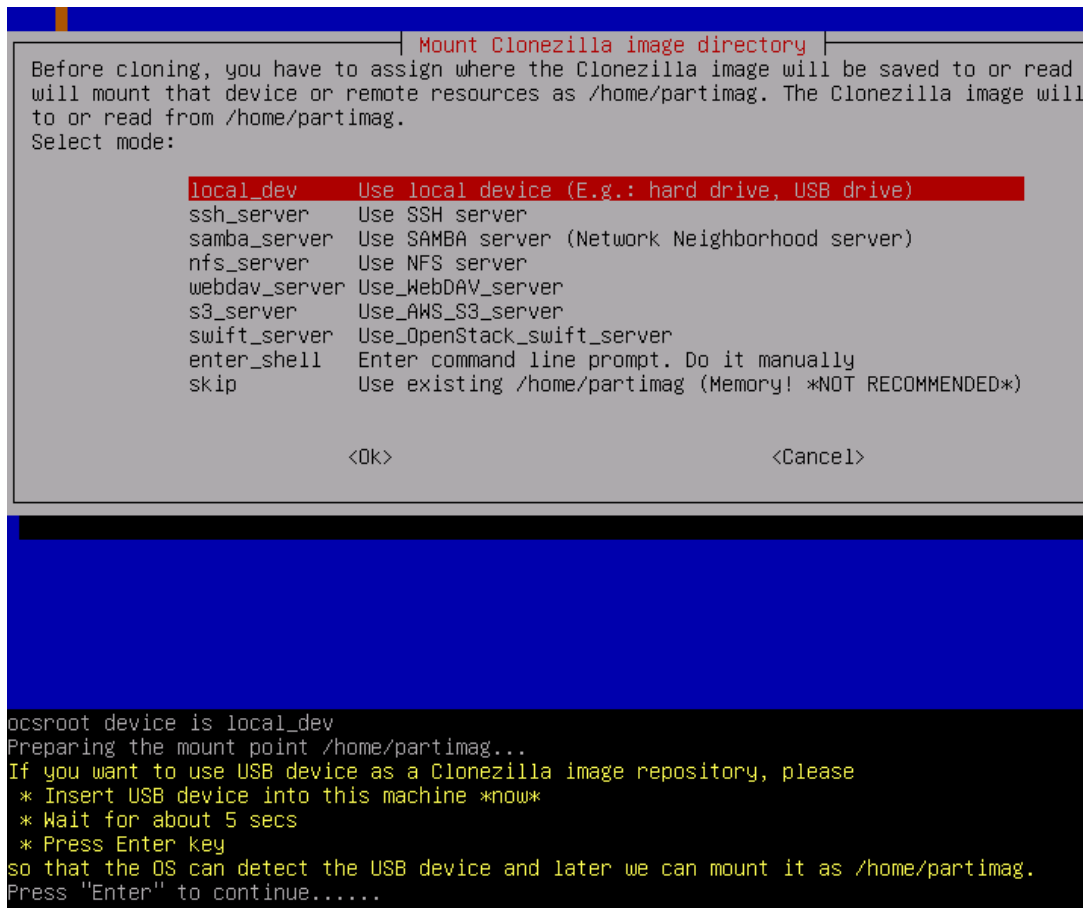 Mount Clonezilla image directory
Before cloning, you have to assign where the Clonezilla image will be saved to or read
will mount that device or remote resources as /home/partimag. The Clonezilla image will
to or read from /home/partimag.
Select mode:
local_dev Use local device (E.g.: hard drive, USB drive)
ssh_server Use SSH server
samba_server Use SAMBA server (Network Neighborhood server)
nfs_server Use NFS server
webdav_server Use_WebDAV_server
s3_server Use_AWS_S3_server
swift_server Use_OpenStack_swift_server
enter_shell Enter command line prompt. Do it manually
skip Use existing /home/partimag (Memory! *NOT RECOMMENDED*)
<Ok> <Cancel>
ocsroot device is local_dev
Preparing the mount point /home/partimag...
If you want to use USB device as a Clonezilla image repository, please
* Insert USB device into this machine *now*
* Wait for about 5 secs
* Press Enter key
so that the OS can detect the USB device and later we can mount it as /home/partimag.
Press "Enter" to continue......